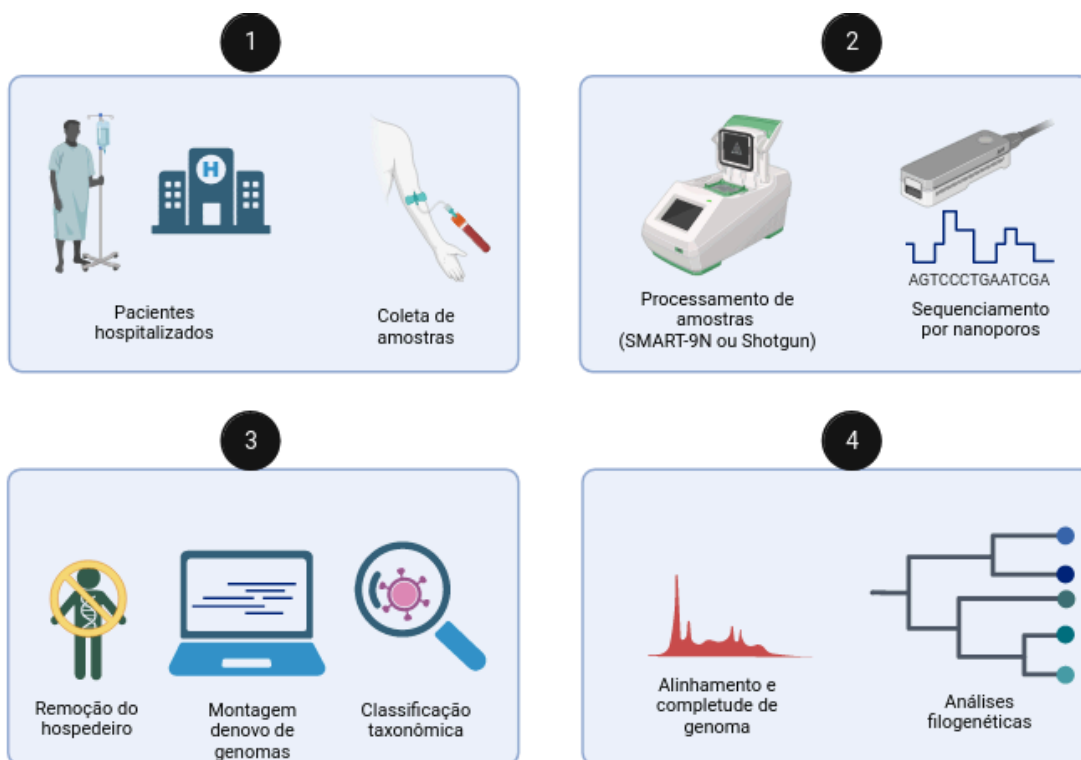 1
2
H
Pacientes
hospitalizados
Coleta de
amostras
Processamento de
amostras
(SMART-9N ou Shotgun)
AGTCCCTGAATCGA
Sequenciamento
por nanoporos
3
4
Remoção do
hospedeiro
Montagem
denovo de
genomas
Classificação
taxonômica
Alinhamento e
completude de
genoma
Análises
filogenéticas